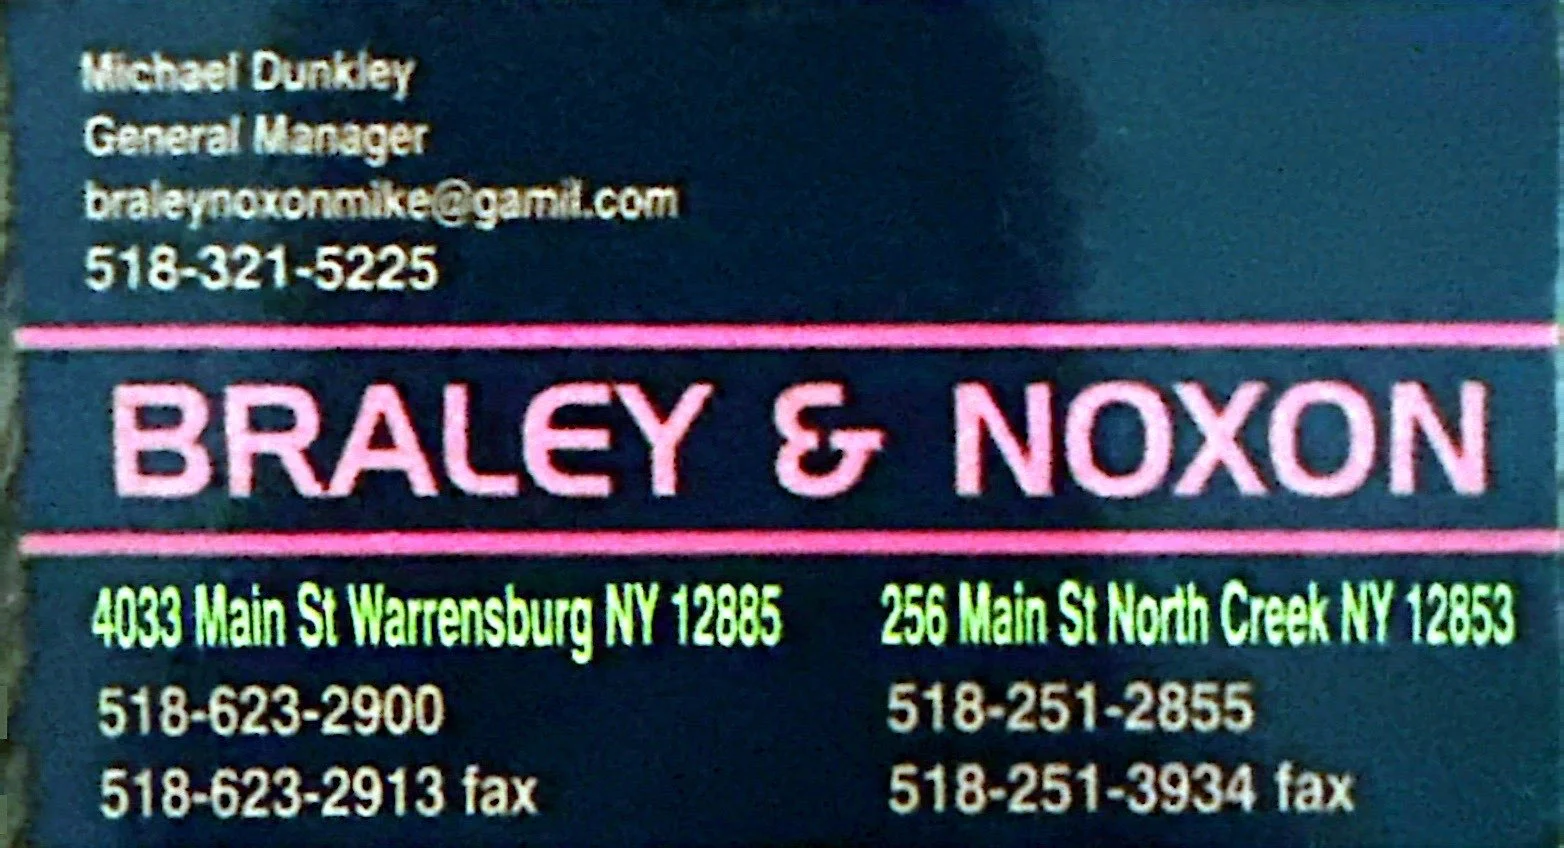 Michael Dunkley
General Manager
braleynoxonmike@gamil.com
518-321-5225
BRALEY & NOXON
4033 Main St Warrensburg NY 12885
518-623-2900
518-623-2913 fax
256 Main St North Creek NY 12853
518-251-2855
518-251-3934 fax